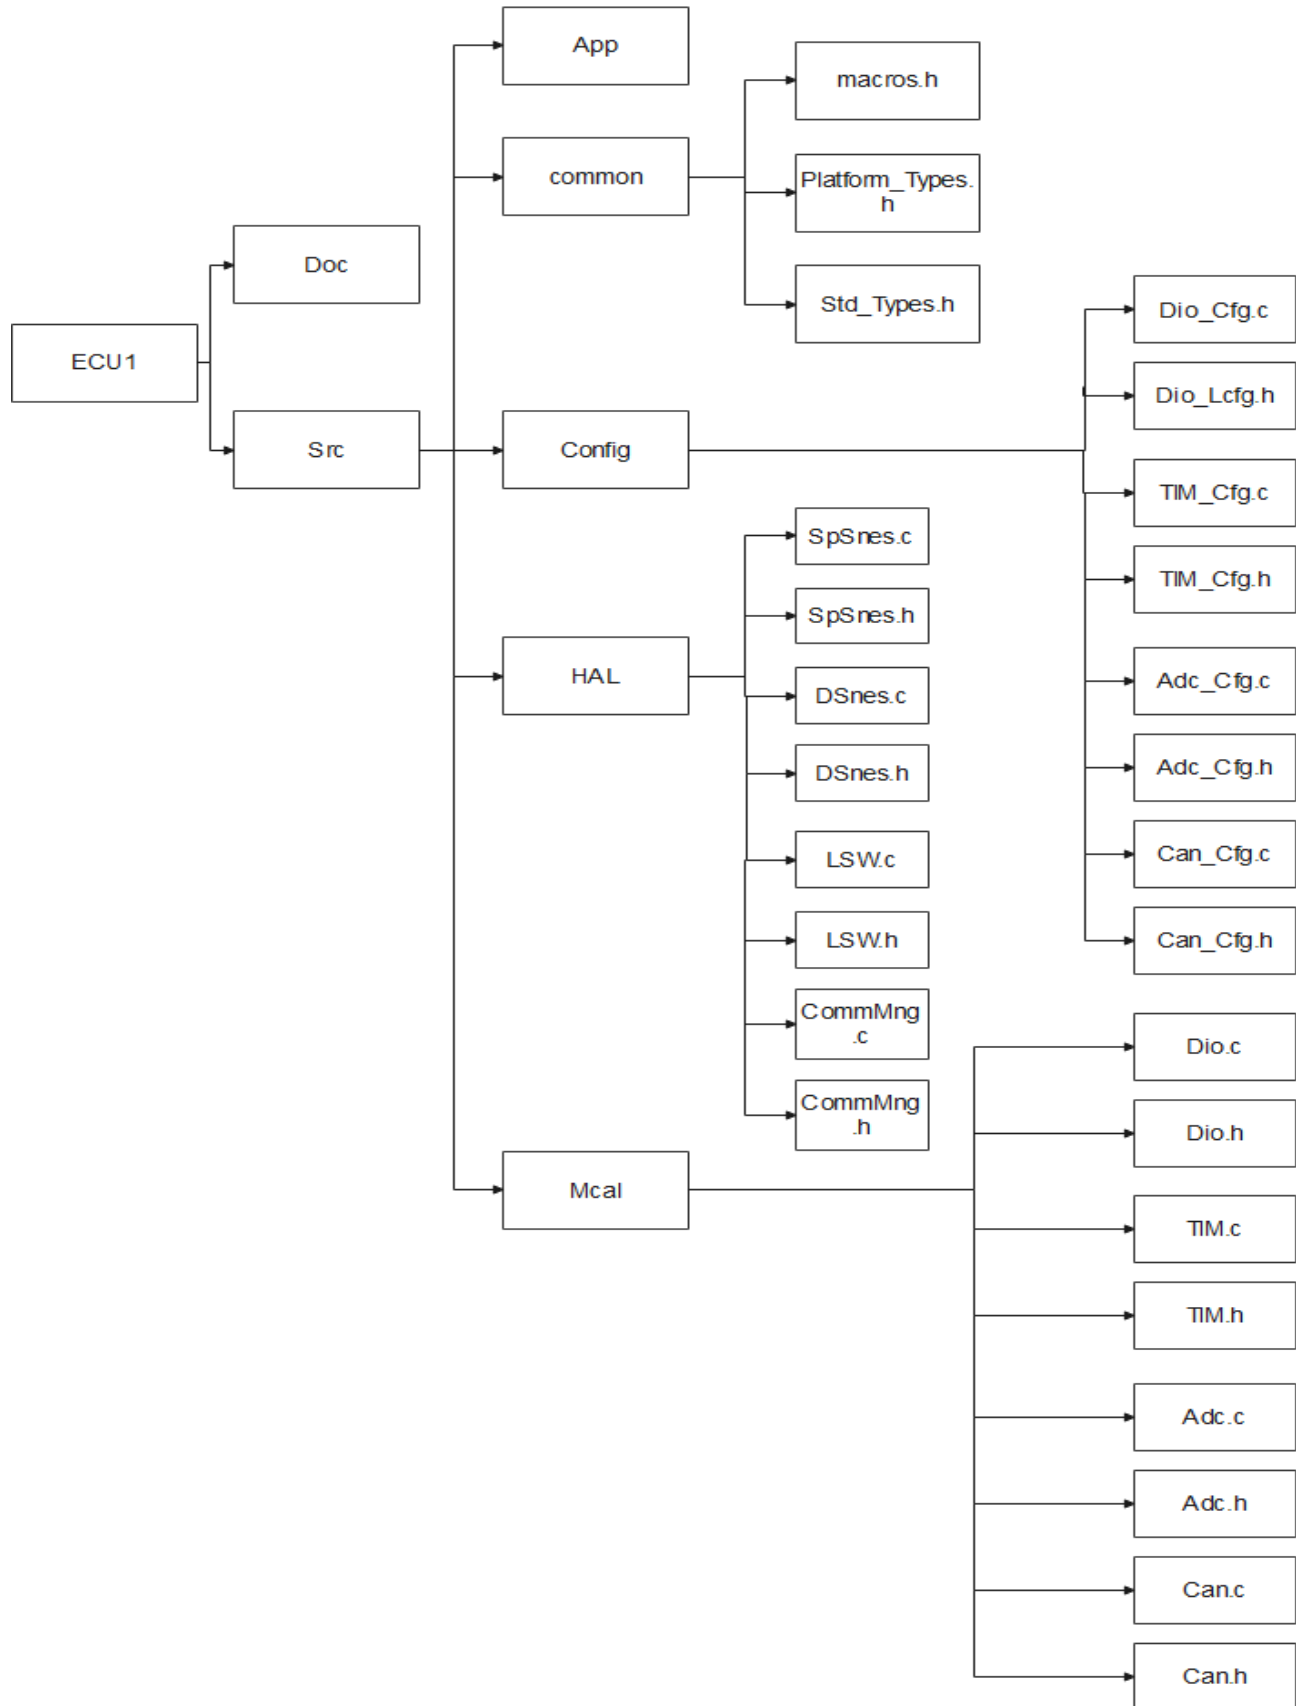 App
macros.h
common
Platform_Types.
h
Doc
Std_Types.h
Dio_Cfg.c
ECU1
Dio_Lcfg.h
Src
Config
TIM_Cfg.c
SpSnes.c
TIM_Cfg.h
SpSnes.h
HAL
DSnes.c
Adc_Cfg.c
DSnes.h
Adc_Cfg.h
LSW.c
Can_Cfg.c
LSW.h
Can_Cfg.h
CommMng
.c
Dio.c
CommMng
.h
Dio.h
Mcal
TIM.c
TIM.h
Adc.c
Adc.h
Can.c
Can.h